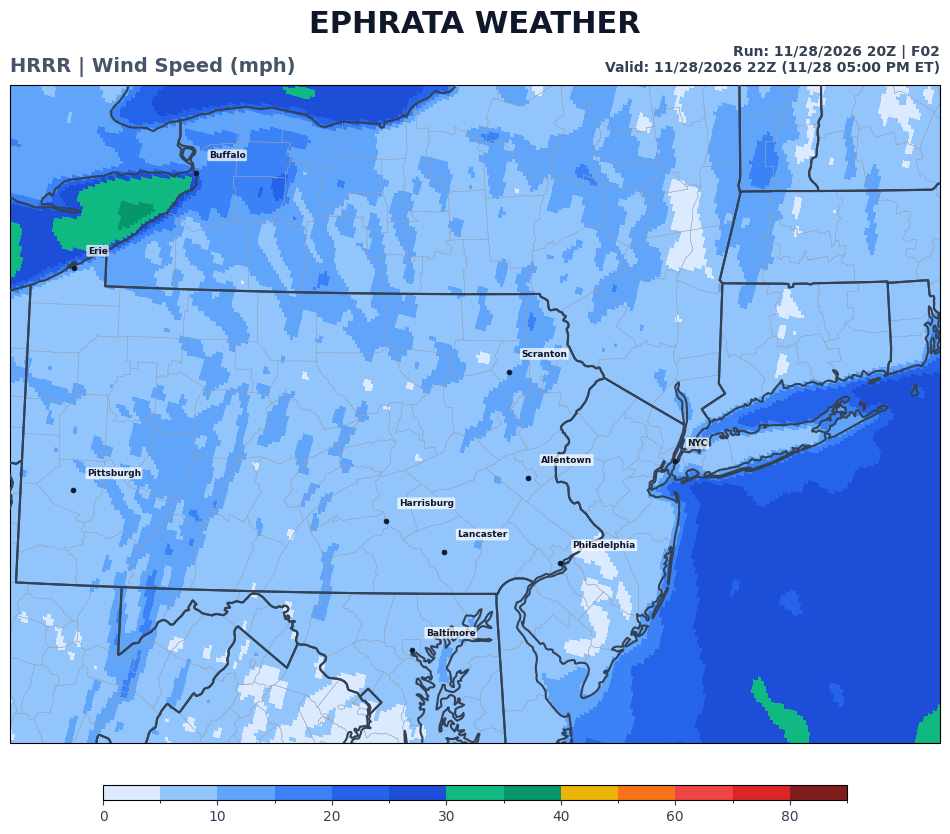 EPHRATA WEATHER
HRRR | Wind Speed (mph)
Run: 11/28/2026 20Z | F02
Valid: 11/28/2026 22Z (11/28 05:00 PM ET)
Buffalo
Erie
Scranton
NYC
Allentown
Pittsburgh
Harrisburg
Lancaster
Philadelphia
Baltimore
0 10 20 30 40 50 60 70 80